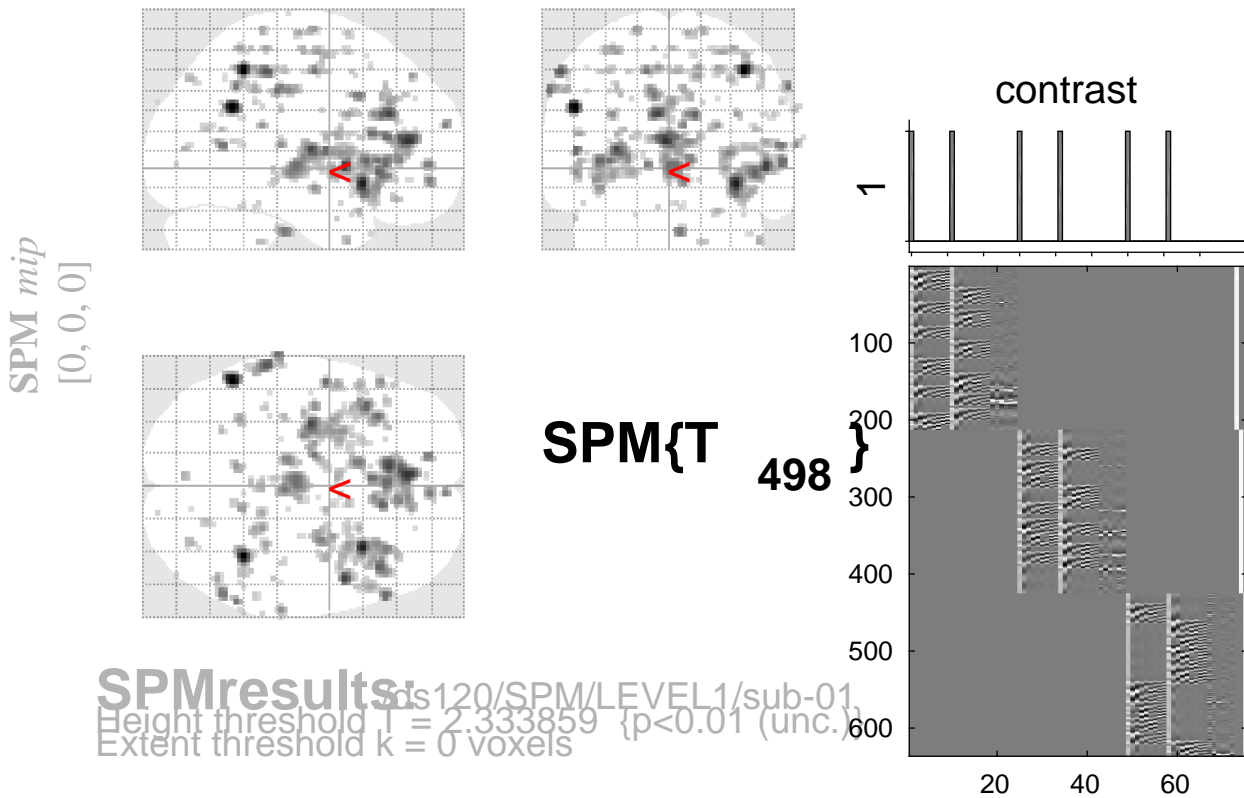 SPM mip
[0, 0, 0]
<
<
<
contrast
1
SPM{T 498 }
100
200
300
400
500
600
20 40 60
SPMresults: /ds120/SPM/LEVEL1/sub-01
Height threshold T = 2.333859 {p<0.01 (unc.)}
Extent threshold k = 0 voxels